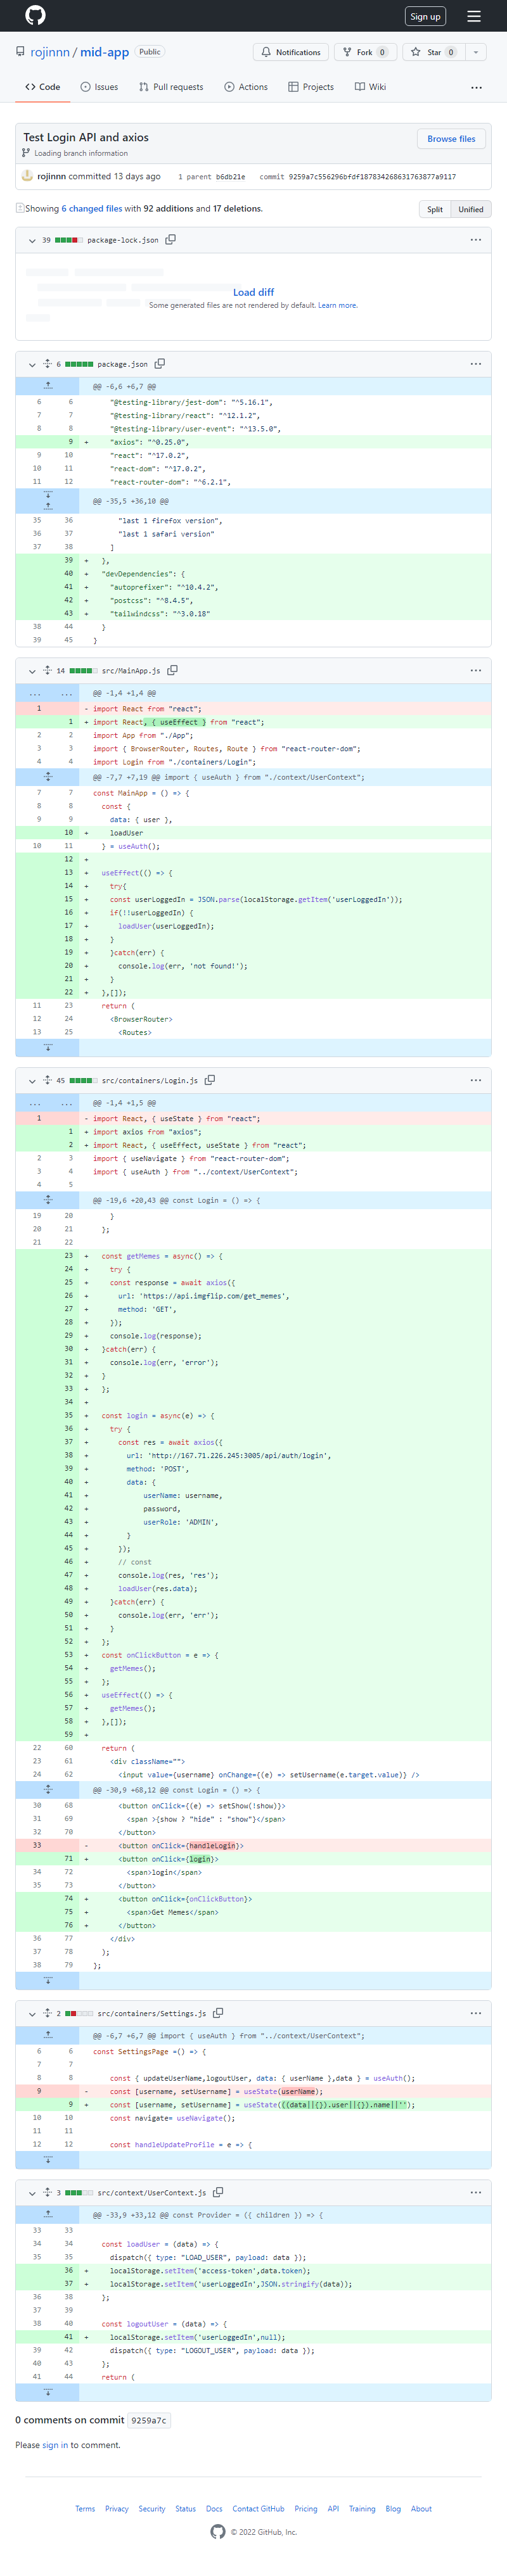 Sign up
rojinnn / mid-app Public
Notifications Fork 0 Star 0
Code Issues Pull requests Actions Projects Wiki
Test Login API and axios
Browse files
Loading branch information
rojinnn committed 13 days ago 1 parent b6db21e commit 9259a7c556296bfdf187834268631763877a9117
Showing 6 changed files with 92 additions and 17 deletions.
Split Unified
39 package-lock.json
Load diff
Some generated files are not rendered by default. Learn more.
6 package.json
@@ -6,6 +6,7 @@
6 6 "@testing-library/jest-dom": "^5.16.1",
7 7 "@testing-library/react": "^12.1.2",
8 8 "@testing-library/user-event": "^13.5.0",
9 + "axios": "^0.25.0",
9 10 "react": "^17.0.2",
10 11 "react-dom": "^17.0.2",
11 12 "react-router-dom": "^6.2.1",
@@ -35,5 +36,10 @@
35 36 "last 1 firefox version",
36 37 "last 1 safari version"
37 38 ]
39 + },
40 + "devDependencies": {
41 + "autoprefixer": "^10.4.2",
42 + "postcss": "^8.4.5",
43 + "tailwindcss": "^3.0.18"
38 44 }
39 45 }
14 src/MainApp.js
... ... @@ -1,4 +1,4 @@
1 - import React from "react";
1 + import React, { useEffect } from "react";
2 2 import App from "./App";
3 3 import { BrowserRouter, Routes, Route } from "react-router-dom";
4 4 import Login from "./containers/Login";
@@ -7,7 +7,19 @@ import { useAuth } from "./context/UserContext";
7 7 const MainApp = () => {
8 8 const {
9 9 data: { user },
10 + loadUser
10 11 } = useAuth();
12 +
13 + useEffect(() => {
14 + try{
15 + const userLoggedIn = JSON.parse(localStorage.getItem('userLoggedIn'));
16 + if(!!userLoggedIn) {
17 + loadUser(userLoggedIn);
18 + }
19 + }catch(err) {
20 + console.log(err, 'not found!');
21 + }
22 + },[]);
11 23 return (
12 24 <BrowserRouter>
13 25 <Routes>
45 src/containers/Login.js
... ... @@ -1,4 +1,5 @@
1 - import React, { useState } from "react";
1 + import axios from "axios";
2 + import React, { useEffect, useState } from "react";
2 3 import { useNavigate } from "react-router-dom";
3 4 import { useAuth } from "../context/UserContext";
4 5
@@ -19,6 +20,43 @@ const Login = () => {
19 20 }
20 21 };
21 22
23 + const getMemes = async() => {
24 + try {
25 + const response = await axios({
26 + url: 'https://api.imgflip.com/get_memes',
27 + method: 'GET',
28 + });
29 + console.log(response);
30 + }catch(err) {
31 + console.log(err, 'error');
32 + }
33 + };
34 +
35 + const login = async(e) => {
36 + try {
37 + const res = await axios({
38 + url: 'http://167.71.226.245:3005/api/auth/login',
39 + method: 'POST',
40 + data: {
41 + userName: username,
42 + password,
43 + userRole: 'ADMIN',
44 + }
45 + });
46 + // const
47 + console.log(res, 'res');
48 + loadUser(res.data);
49 + }catch(err) {
50 + console.log(err, 'err');
51 + }
52 + };
53 + const onClickButton = e => {
54 + getMemes();
55 + };
56 + useEffect(() => {
57 + getMemes();
58 + },[]);
59 +
22 60 return (
23 61 <div className="">
24 62 <input value={username} onChange={(e) => setUsername(e.target.value)} />
@@ -30,9 +68,12 @@ const Login = () => {
30 68 <button onClick={(e) => setShow(!show)}>
31 69 <span >{show ? "hide" : "show"}</span>
32 70 </button>
33 - <button onClick={handleLogin}>
71 + <button onClick={login}>
34 72 <span>login</span>
35 73 </button>
74 + <button onClick={onClickButton}>
75 + <span>Get Memes</span>
76 + </button>
36 77 </div>
37 78 );
38 79 };
2 src/containers/Settings.js
@@ -6,7 +6,7 @@ import { useAuth } from "../context/UserContext";
6 6 const SettingsPage =() => {
7 7
8 8 const { updateUserName,logoutUser, data: { userName },data } = useAuth();
9 - const [username, setUsername] = useState(userName);
9 + const [username, setUsername] = useState(((data||{}).user||{}).name||'');
10 10 const navigate= useNavigate();
11 11
12 12 const handleUpdateProfile = e => {
3 src/context/UserContext.js
@@ -33,9 +33,12 @@ const Provider = ({ children }) => {
33 33
34 34 const loadUser = (data) => {
35 35 dispatch({ type: "LOAD_USER", payload: data });
36 + localStorage.setItem('access-token',data.token);
37 + localStorage.setItem('userLoggedIn',JSON.stringify(data));
36 38 };
37 39
38 40 const logoutUser = (data) => {
41 + localStorage.setItem('userLoggedIn',null);
39 42 dispatch({ type: "LOGOUT_USER", payload: data });
40 43 };
41 44 return (
0 comments on commit 9259a7c
Please sign in to comment.
Terms Privacy Security Status Docs Contact GitHub Pricing API Training Blog About
© 2022 GitHub, Inc.